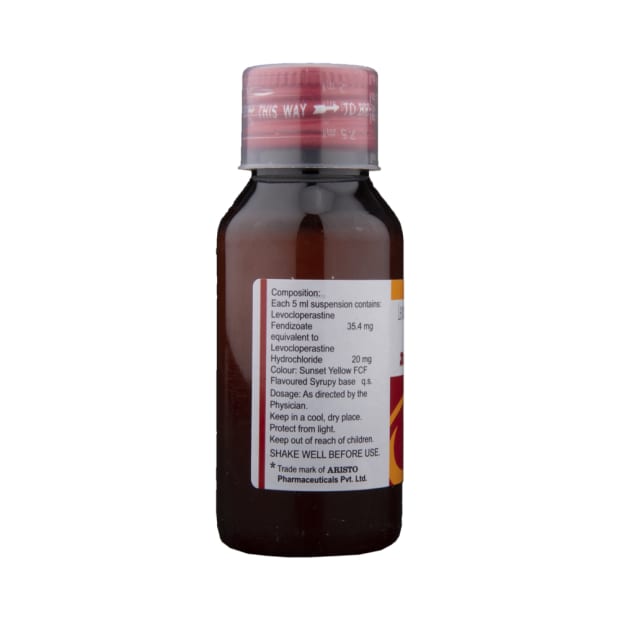 THIS WAY
7.5 ml
Composition:
Each 5 ml suspension contains:
Levocloperastine
Fendizoate 35.4 mg
equivalent to
Levocloperastine
Hydrochloride 20 mg
Colour: Sunset Yellow FCF
Flavoured Syrupy base q.s.
Dosage: As directed by the
Physician.
Keep in a cool, dry place.
Protect from light.
Keep out of reach of children.
SHAKE WELL BEFORE USE.
* Trade mark of ARISTO
Pharmaceuticals Pvt. Ltd.